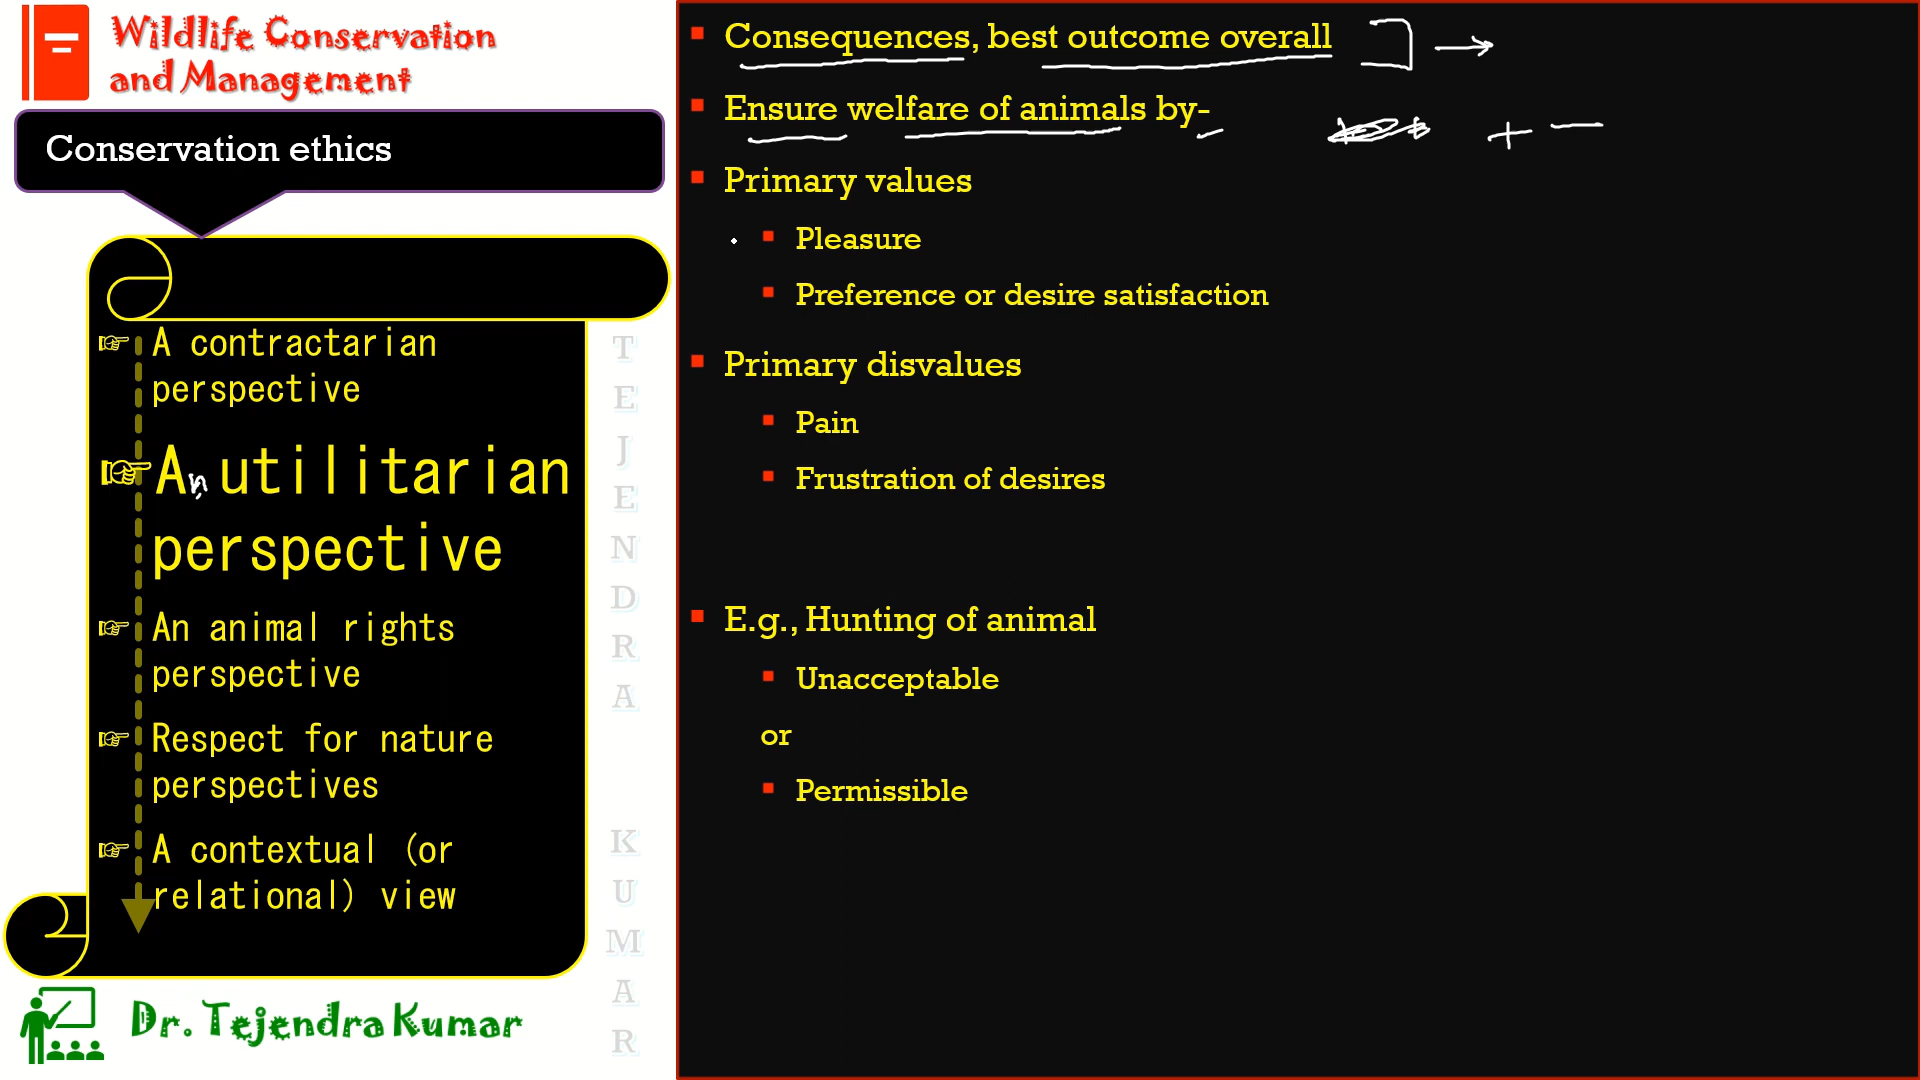 Wildlife Conservation
and Management
Conservation ethics
A contractarian
perspective
An utilitarian
perspective
An animal rights
perspective
Respect for nature
perspectives
A contextual (or
relational) view
Dr. Tejendra Kumar
TEJENDRA KUMAR
Consequences, best outcome overall
Ensure welfare of animals by-
+ -
Primary values
Pleasure
Preference or desire satisfaction
Primary disvalues
Pain
Frustration of desires
E.g., Hunting of animal
Unacceptable
or
Permissible